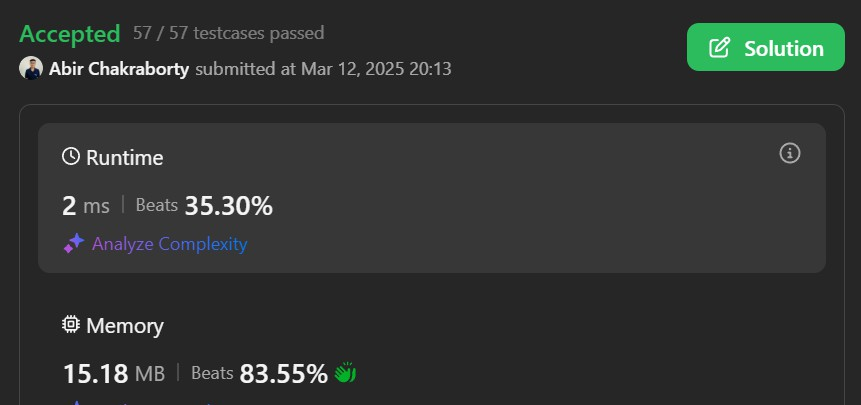 Accepted 57 / 57 testcases passed
Solution
Abir Chakraborty submitted at Mar 12, 2025 20:13
Runtime
2 ms | Beats 35.30%
Analyze Complexity
Memory
15.18 MB | Beats 83.55%